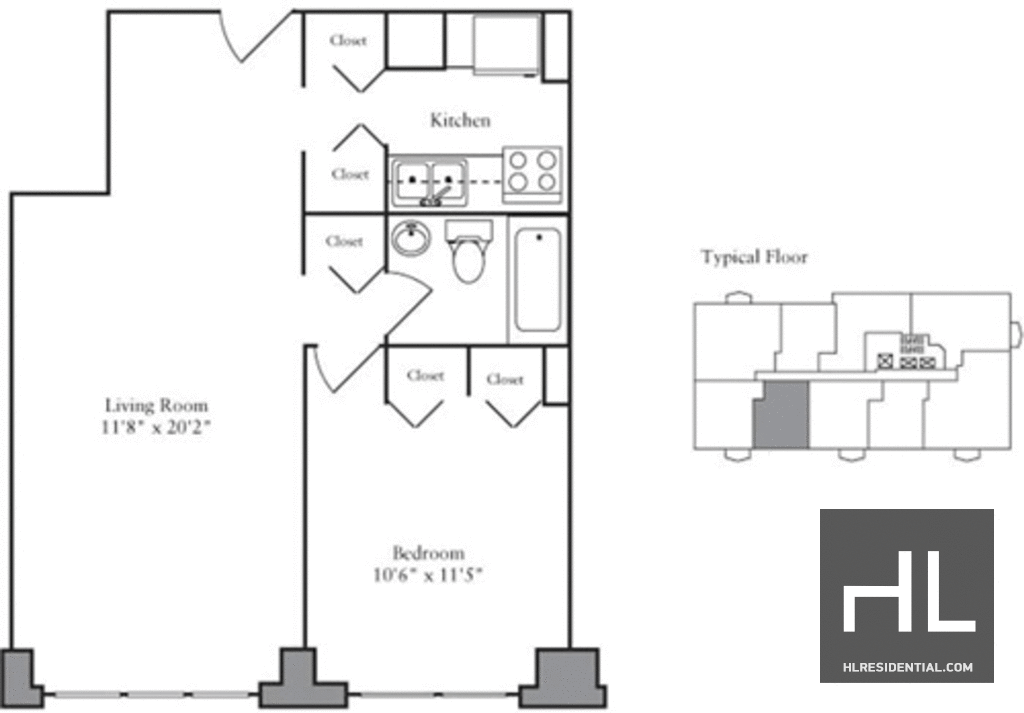 Closet
Kitchen
Closet
Closet
Typical Floor
Closet
Closet
Living Room
11'8" x 20'2"
Bedroom
10'6" x 11'5"
HL
HLRESIDENTIAL.COM